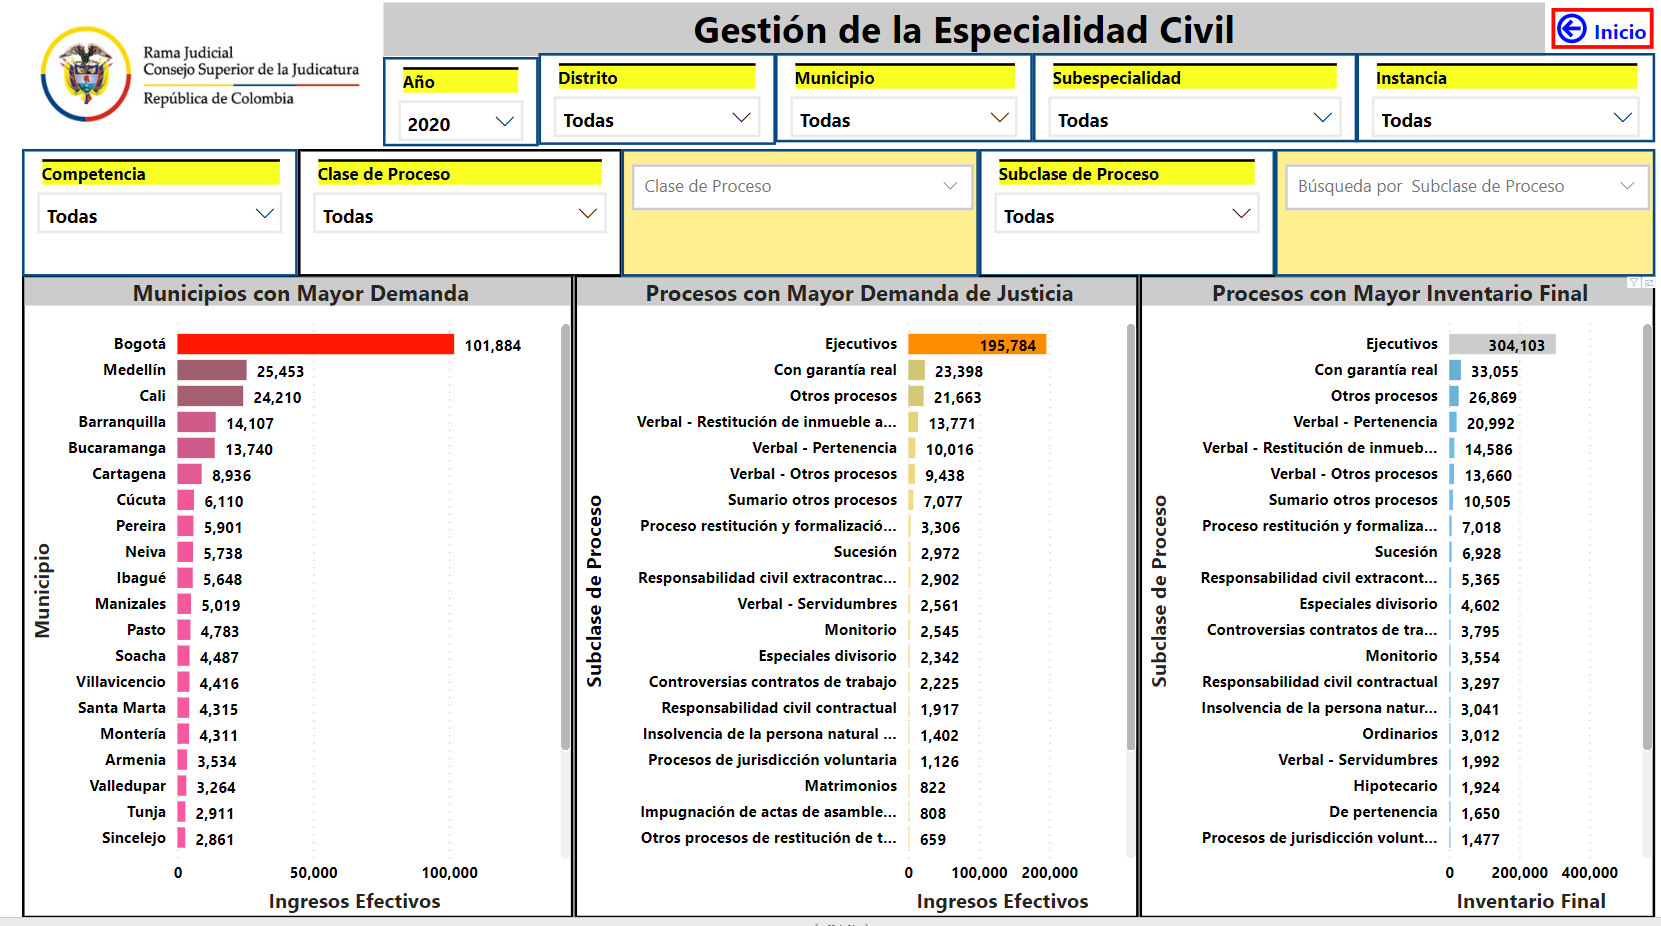 Gestión de la Especialidad Civil
Inicio
Rama Judicial
Consejo Superior de la Judicatura
República de Colombia
Año
2020
Distrito
Todas
Municipio
Todas
Subespecialidad
Todas
Instancia
Todas
Competencia
Todas
Clase de Proceso
Todas
Clase de Proceso
Subclase de Proceso
Todas
Búsqueda por Subclase de Proceso
Municipios con Mayor Demanda
Municipio
Bogotá 101,884
Medellín 25,453
Cali 24,210
Barranquilla 14,107
Bucaramanga 13,740
Cartagena 8,936
Cúcuta 6,110
Pereira 5,901
Neiva 5,738
Ibagué 5,648
Manizales 5,019
Pasto 4,783
Soacha 4,487
Villavicencio 4,416
Santa Marta 4,315
Montería 4,311
Armenia 3,534
Valledupar 3,264
Tunja 2,911
Sincelejo 2,861
0 50,000 100,000
Ingresos Efectivos
Procesos con Mayor Demanda de Justicia
Subclase de Proceso
Ejecutivos 195,784
Con garantía real 23,398
Otros procesos 21,663
Verbal - Restitución de inmueble a... 13,771
Verbal - Pertenencia 10,016
Verbal - Otros procesos 9,438
Sumario otros procesos 7,077
Proceso restitución y formalizació... 3,306
Sucesión 2,972
Responsabilidad civil extracontrac... 2,902
Verbal - Servidumbres 2,561
Monitorio 2,545
Especiales divisorio 2,342
Controversias contratos de trabajo 2,225
Responsabilidad civil contractual 1,917
Insolvencia de la persona natural ... 1,402
Procesos de jurisdicción voluntaria 1,126
Matrimonios 822
Impugnación de actas de asamble... 808
Otros procesos de restitución de t... 659
0 100,000 200,000
Ingresos Efectivos
Procesos con Mayor Inventario Final
Subclase de Proceso
Ejecutivos 304,103
Con garantía real 33,055
Otros procesos 26,869
Verbal - Pertenencia 20,992
Verbal - Restitución de inmueb... 14,586
Verbal - Otros procesos 13,660
Sumario otros procesos 10,505
Proceso restitución y formaliza... 7,018
Sucesión 6,928
Responsabilidad civil extracont... 5,365
Especiales divisorio 4,602
Controversias contratos de tra... 3,795
Monitorio 3,554
Responsabilidad civil contractual 3,297
Insolvencia de la persona natur... 3,041
Ordinarios 3,012
Verbal - Servidumbres 1,992
Hipotecario 1,924
De pertenencia 1,650
Procesos de jurisdicción volunt... 1,477
0 200,000 400,000
Inventario Final